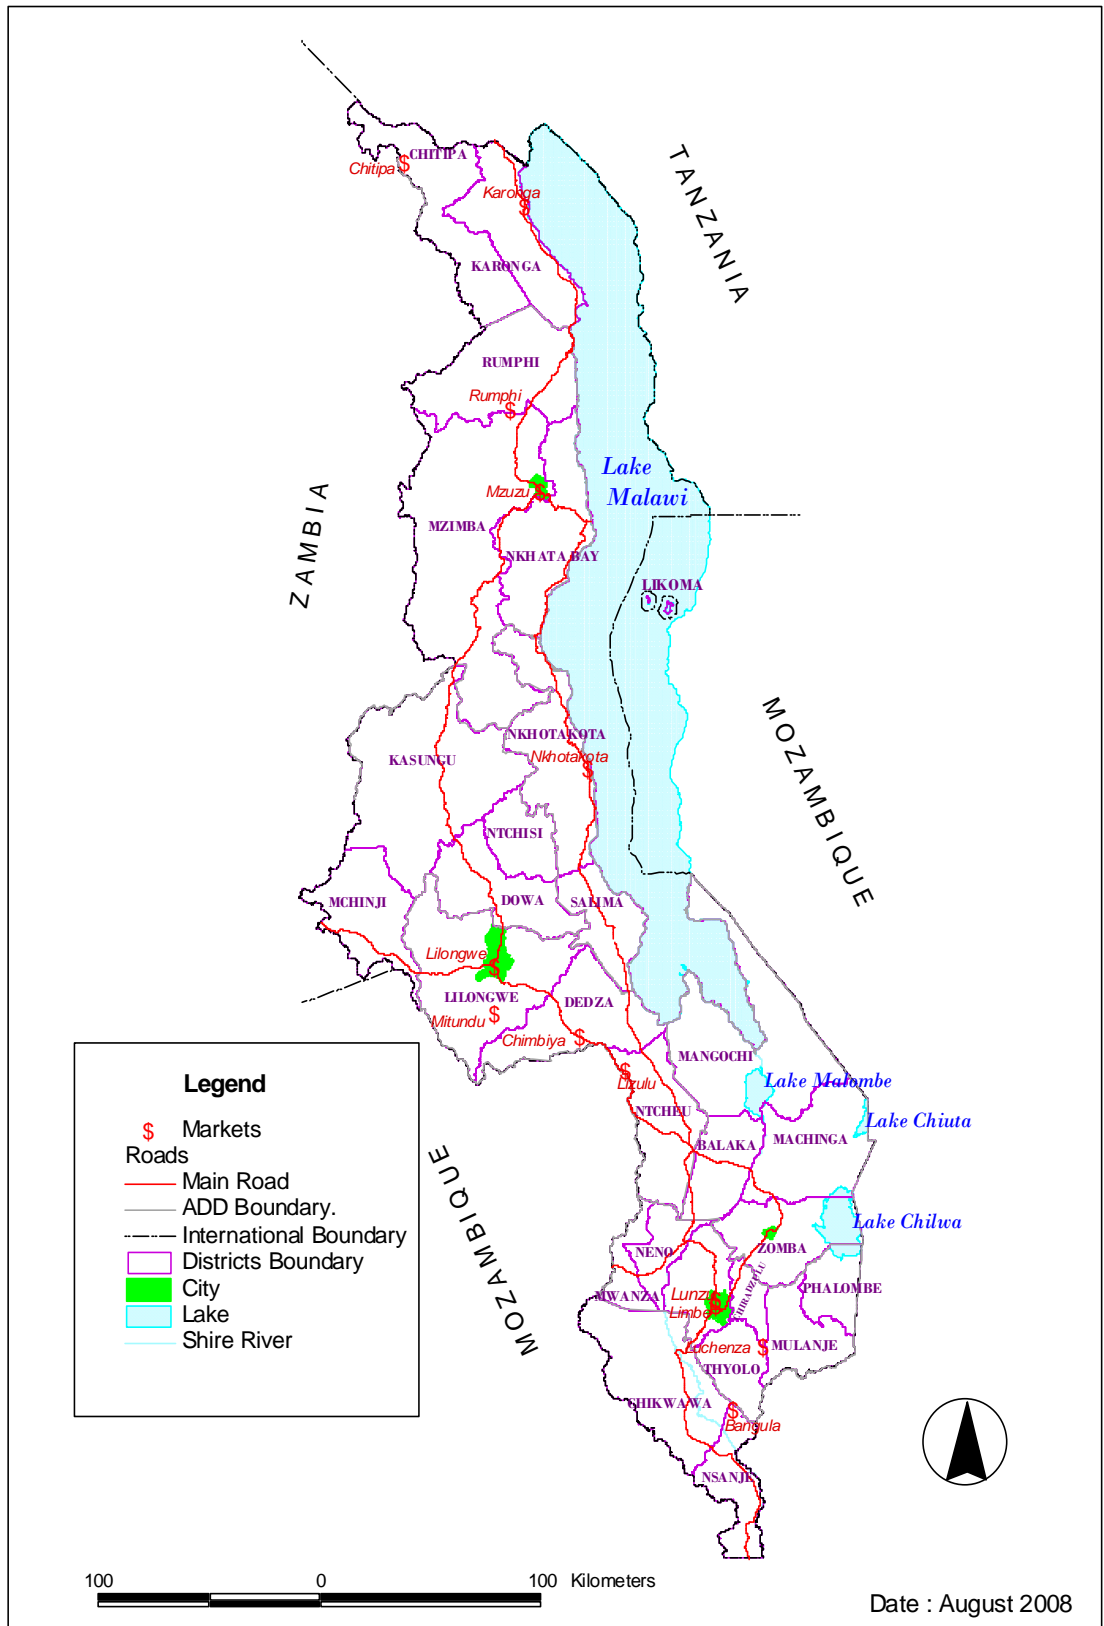 TANZANIA
CHITIPA
Chitipa $
Karonga
$
KARONGA
RUMPHI
Rumphi $
Lake
Malawi
ZAMBIA
Mzuzu $
MZIMBA
NKHATA BAY
LIKOMA
MOZAMBIQUE
NKHOTAKOTA
Nkhotakota
$
KASUNGU
NTCHISI
MCHINJI
DOWA
SALIMA
Lilongwe
$
LILONGWE
DEDZA
Mitundu $
Chimbiya $
MANGOCHI
$
Lizulu
Lake Malombe
NTCHEU
Lake Chiuta
BALAKA
MACHINGA
MOZAMBIQUE
Lake Chilwa
NENO
ZOMBA
CHIRADZULU
PHALOMBE
MWANZA
Lunzu $
Limbe $
Luchenza $
MULANJE
THYOLO
CHIKWAWA
$
Bangula
NSANJE
Legend
$ Markets
Roads
Main Road
ADD Boundary.
International Boundary
Districts Boundary
City
Lake
Shire River
100 0 100 Kilometers
Date : August 2008